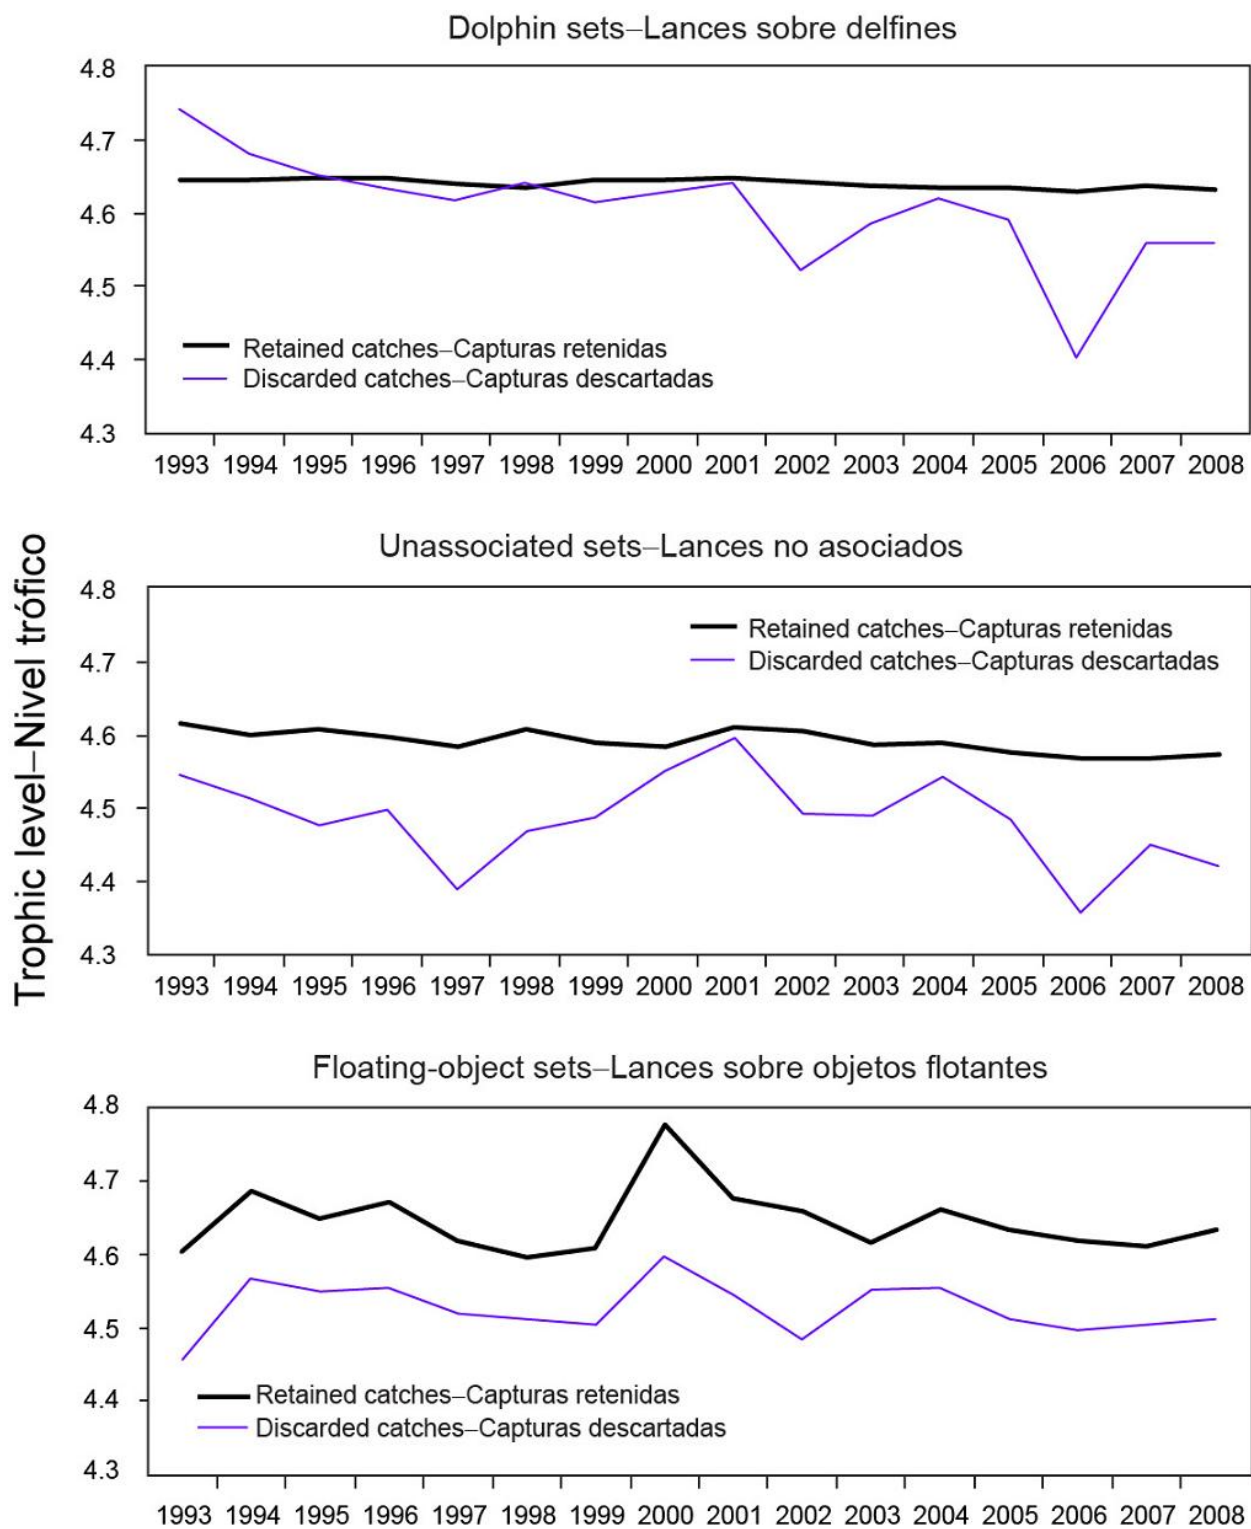 Dolphin sets–Lances sobre delfines
4.8
4.7
4.6
4.5
4.4
4.3
Retained catches–Capturas retenidas
Discarded catches–Capturas descartadas
1993 1994 1995 1996 1997 1998 1999 2000 2001 2002 2003 2004 2005 2006 2007 2008
Trophic level–Nivel trófico
Unassociated sets–Lances no asociados
4.8
4.7
4.6
4.5
4.4
4.3
Retained catches–Capturas retenidas
Discarded catches–Capturas descartadas
1993 1994 1995 1996 1997 1998 1999 2000 2001 2002 2003 2004 2005 2006 2007 2008
Floating-object sets–Lances sobre objetos flotantes
4.8
4.7
4.6
4.5
4.4
4.3
Retained catches–Capturas retenidas
Discarded catches–Capturas descartadas
1993 1994 1995 1996 1997 1998 1999 2000 2001 2002 2003 2004 2005 2006 2007 2008